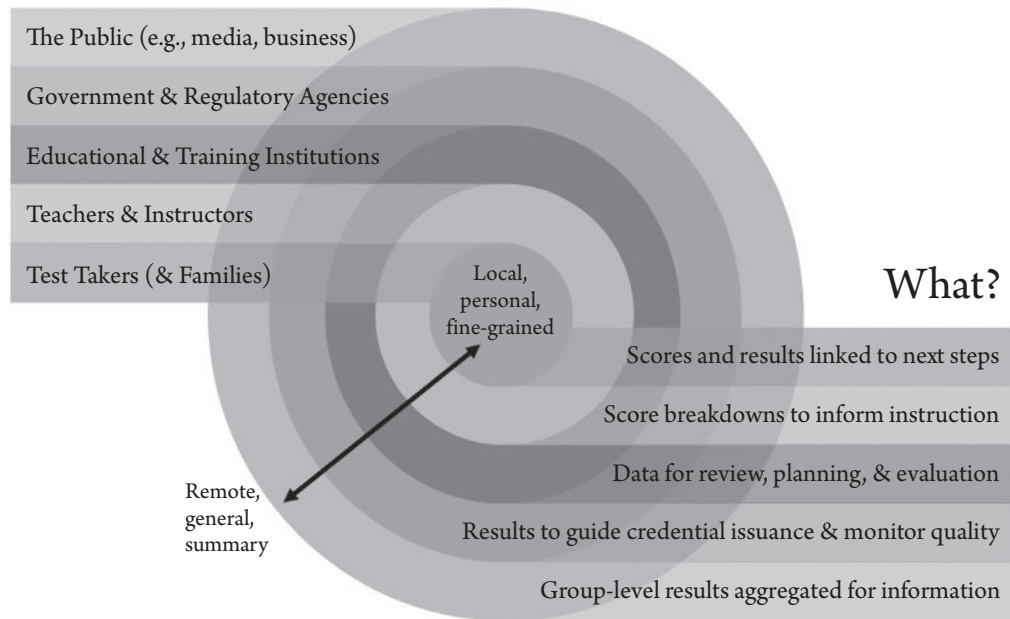 The Public (e.g., media, business)
Government & Regulatory Agencies
Educational & Training Institutions
Teachers & Instructors
Test Takers (& Families)
Local,
personal,
fine-grained
What?
Scores and results linked to next steps
Score breakdowns to inform instruction
Data for review, planning, & evaluation
Remote,
general,
summary
Results to guide credential issuance & monitor quality
Group-level results aggregated for information